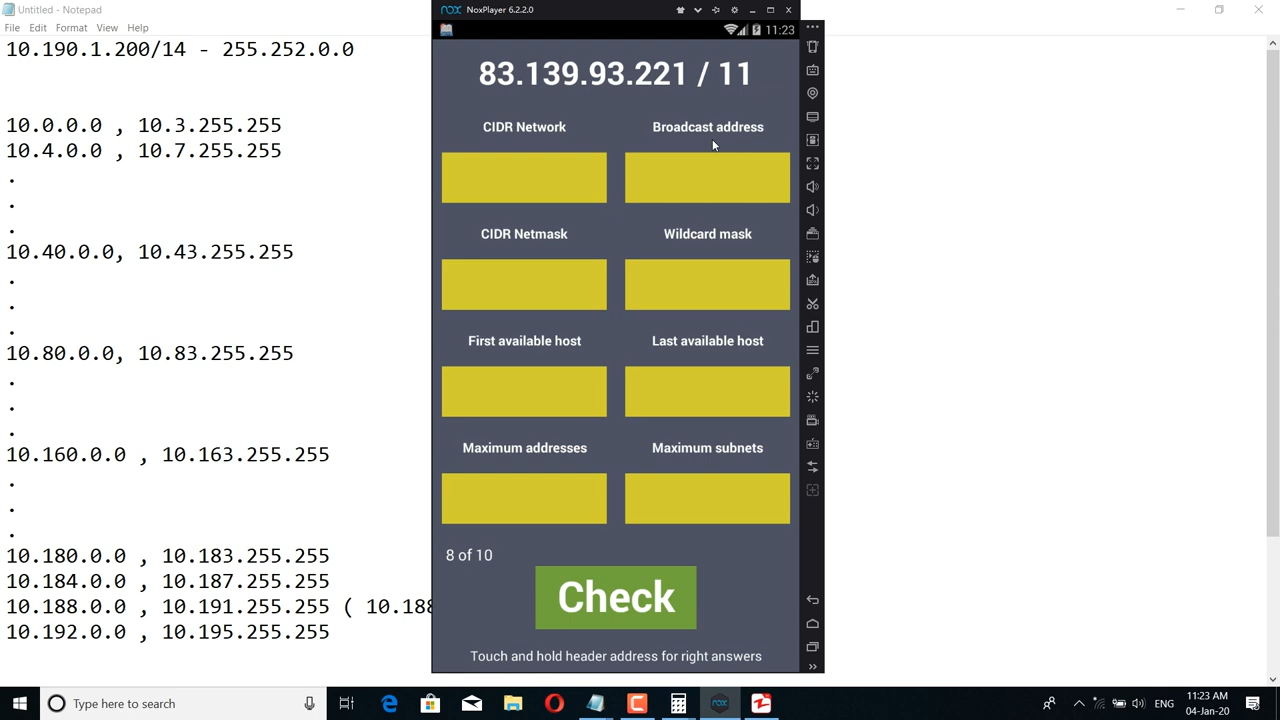 Untitled - Notepad
File Edit Format View Help
10.190.1.200/14 - 255.252.0.0
10.0.0.0 , 10.3.255.255
10.4.0.0 , 10.7.255.255
.
.
.
10.40.0.0, 10.43.255.255
.
.
.
10.80.0.0, 10.83.255.255
.
.
.
10.160.0.0 , 10.163.255.255
.
.
.
10.180.0.0 , 10.183.255.255
10.184.0.0 , 10.187.255.255
10.188.0.0 , 10.191.255.255 ( 10.188
10.192.0.0 , 10.195.255.255
nox NoxPlayer 6.2.2.0
11:23
83.139.93.221 / 11
CIDR Network Broadcast address
CIDR Netmask Wildcard mask
First available host Last available host
Maximum addresses Maximum subnets
8 of 10
Check
Touch and hold header address for right answers
Type here to search
nox
ENG
11:23 AM
04-Jan-20